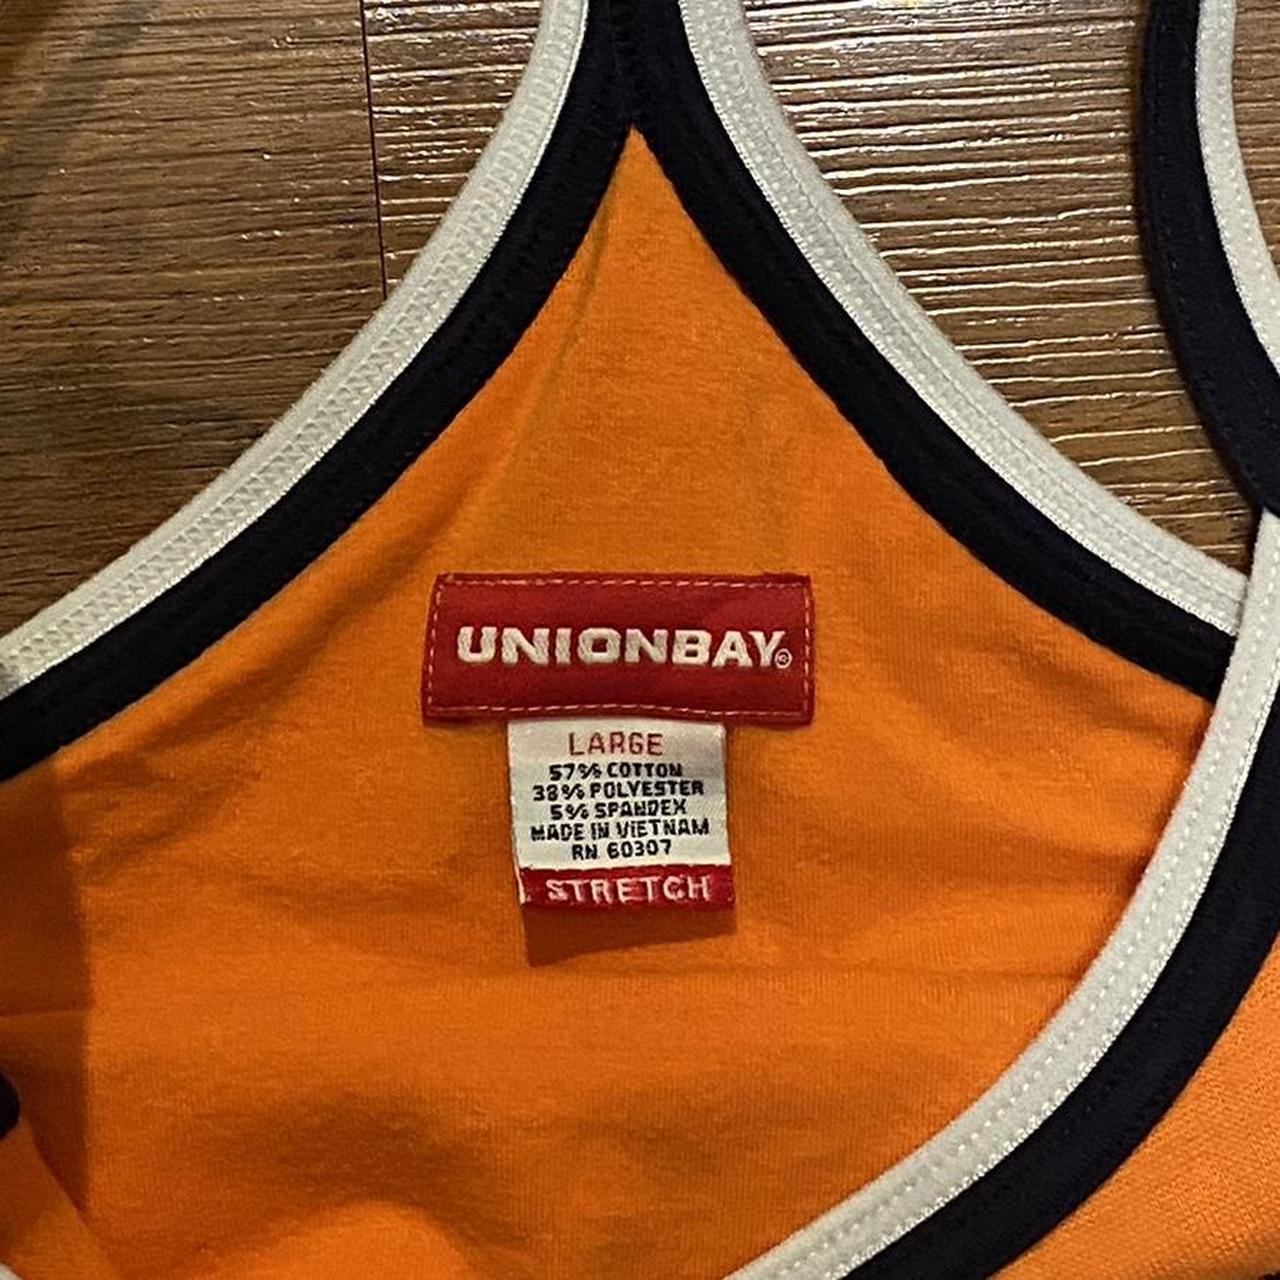 UNIONBAY®
LARGE
57% COTTON
38% POLYESTER
5% SPANDEX
MADE IN VIETNAM
RN 60307
STRETCH